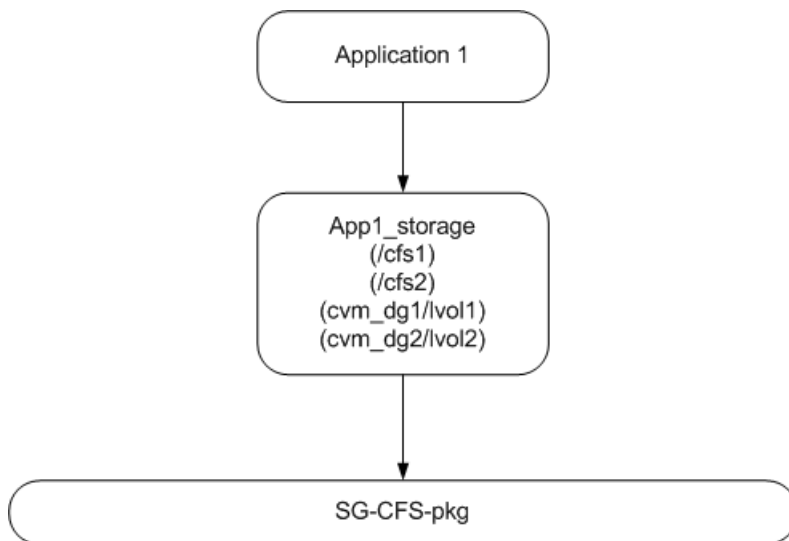 Application 1
App1_storage
(/cfs1)
(/cfs2)
(cvm_dg1/lvol1)
(cvm_dg2/lvol2)
SG-CFS-pkg